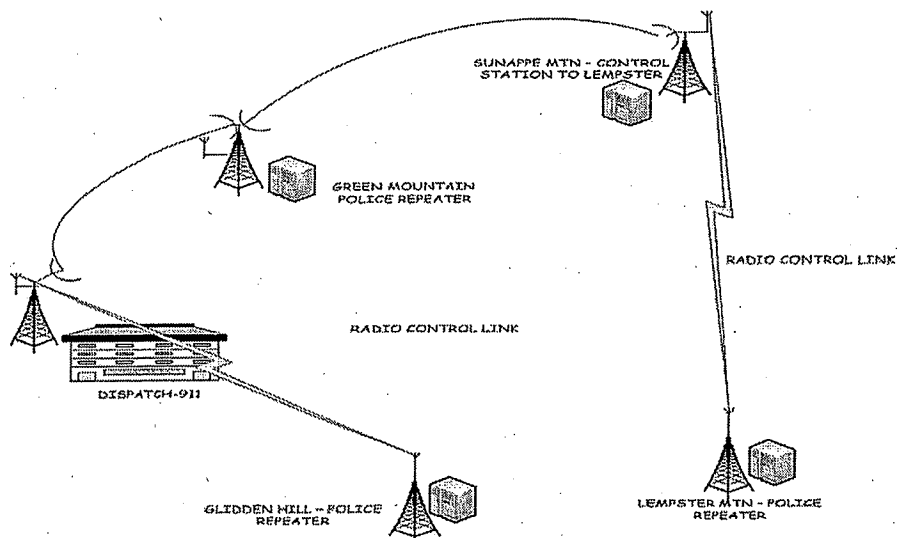 SUNAPPE MTN - CONTROL
STATION TO LEMPSTER
GREEN MOUNTAIN
POLICE REPEATER
RADIO CONTROL LINK
RADIO CONTROL LINK
DISPATCH-911
GLIDDEN HILL - POLICE
REPEATER
LEMPSTER MTN - POLICE
REPEATER